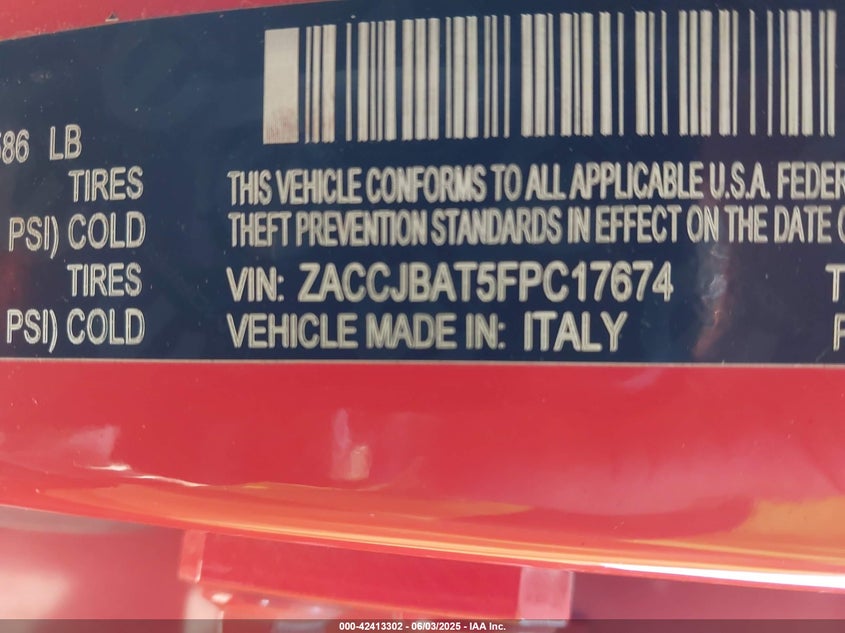 586 LB
TIRES
PSI) COLD
TIRES
PSI) COLD
THIS VEHICLE CONFORMS TO ALL APPLICABLE U.S.A. FEDER
THEFT PREVENTION STANDARDS IN EFFECT ON THE DATE O
VIN: ZACCJBAT5FPC17674
VEHICLE MADE IN: ITALY
T
P
000-42413302 - 06/03/2025 - IAA Inc.